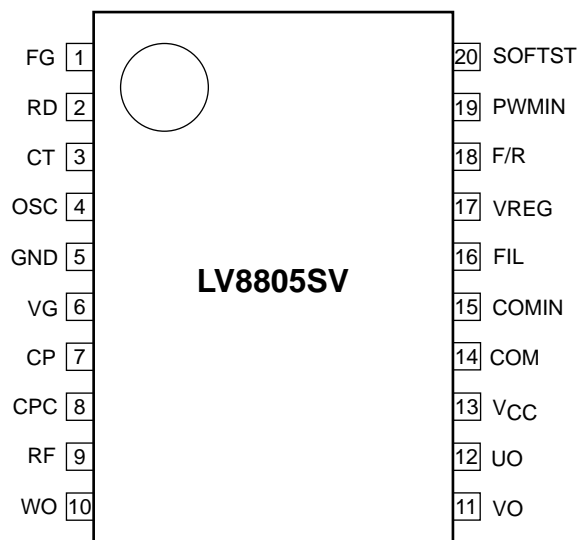 FG 1
RD 2
CT 3
OSC 4
GND 5
VG 6
CP 7
CPC 8
RF 9
WO 10
LV8805SV
20 SOFTST
19 PWMIN
18 F/R
17 VREG
16 FIL
15 COMIN
14 COM
13 VCC
12 UO
11 VO